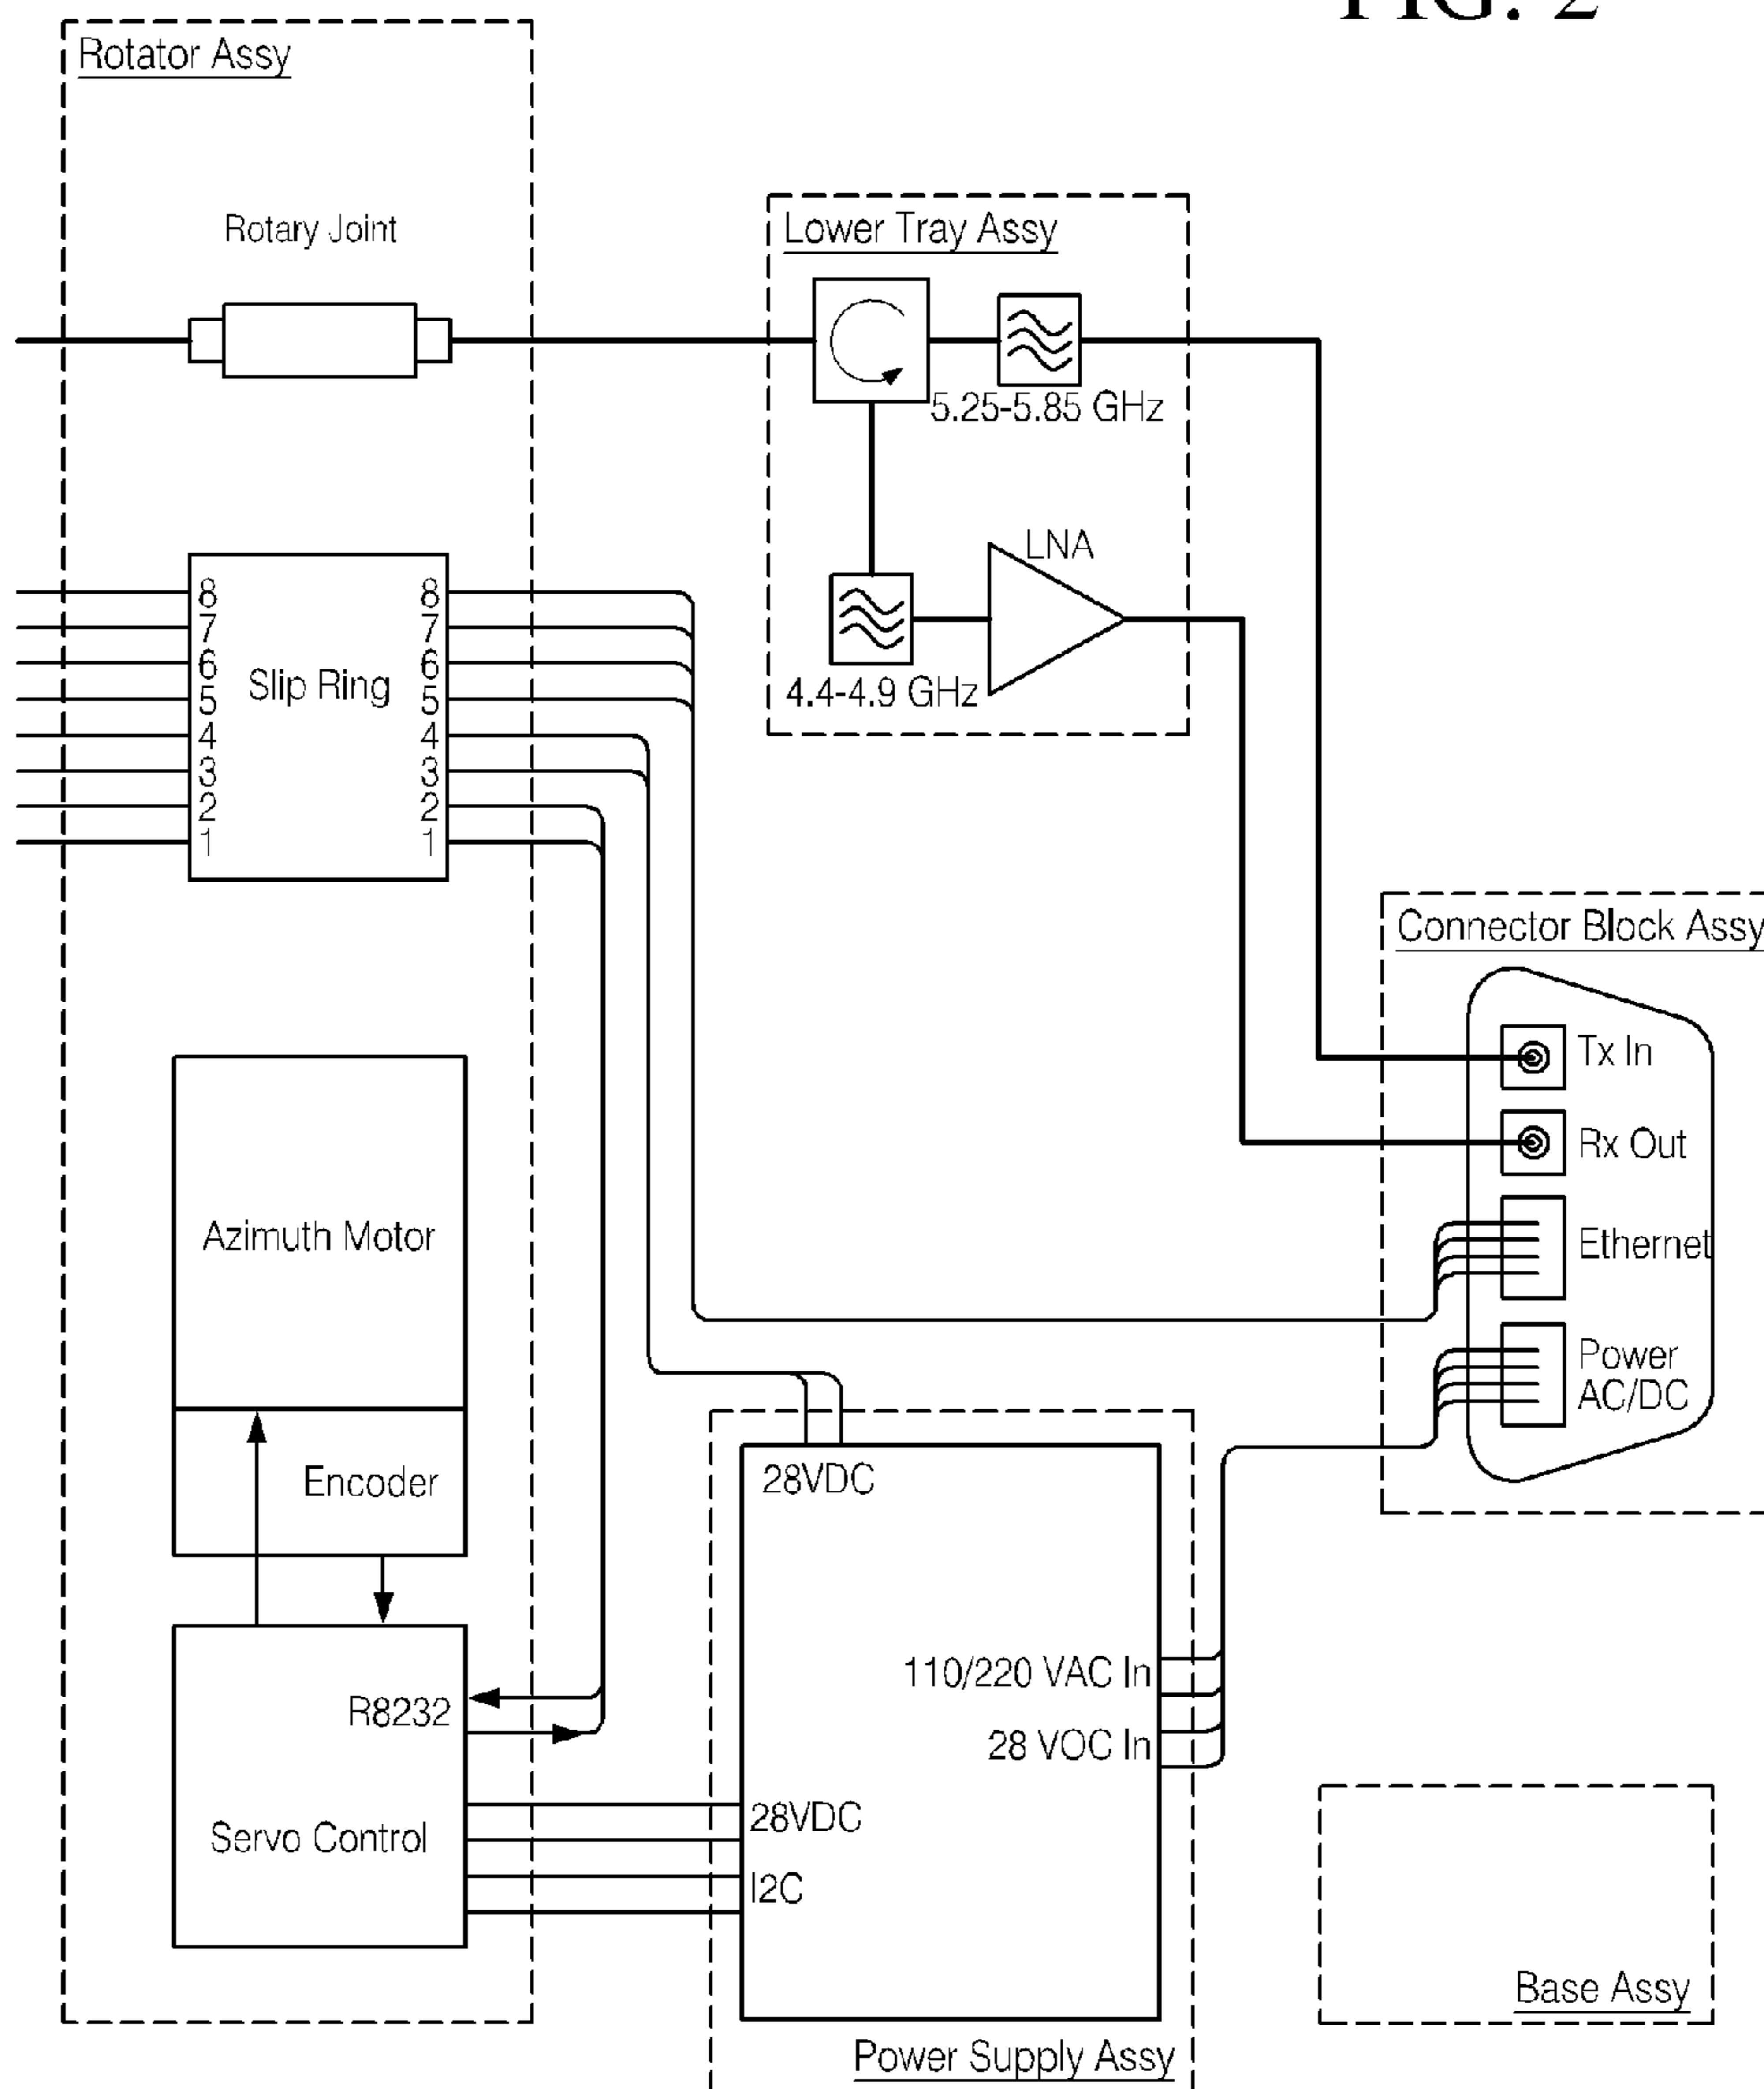 FIG. 2
Rotator Assy
Rotary Joint
Lower Tray Assy
5.25-5.85 GHz
LNA
4.4-4.9 GHz
8 8
7 7
6 6
5 5
Slip Ring
4 4
3 3
2 2
1 1
Connector Block Assy
Tx In
Rx Out
Ethernet
Power
AC/DC
Azimuth Motor
Encoder
28VDC
110/220 VAC In
R8232
28 VOC In
28VDC
Servo Control
I2C
Base Assy
Power Supply Assy